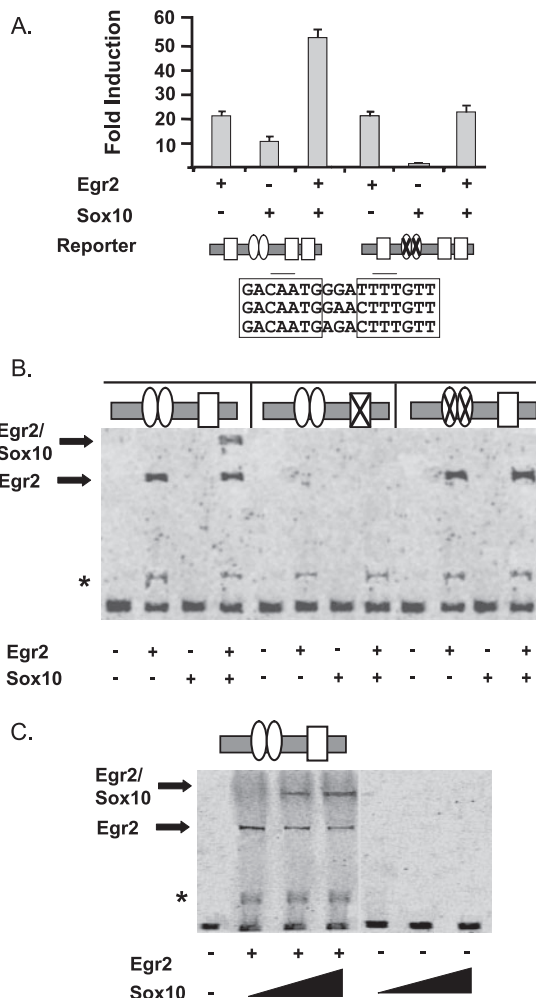 A.
Fold Induction
60
50
40
30
20
10
Egr2 + - + + - +
Sox10 - + + - + +
Reporter
GACAATGGGATTTTGTT
GACAATGGAACTTTGTT
GACAATGAGACTTTGTT
B.
Egr2/
Sox10
Egr2
*
Egr2 - + - + - + - + - + - +
Sox10 - - + + - - + + - - + +
C.
Egr2/
Sox10
Egr2
*
- + + + - - -
Egr2
Sox10 -